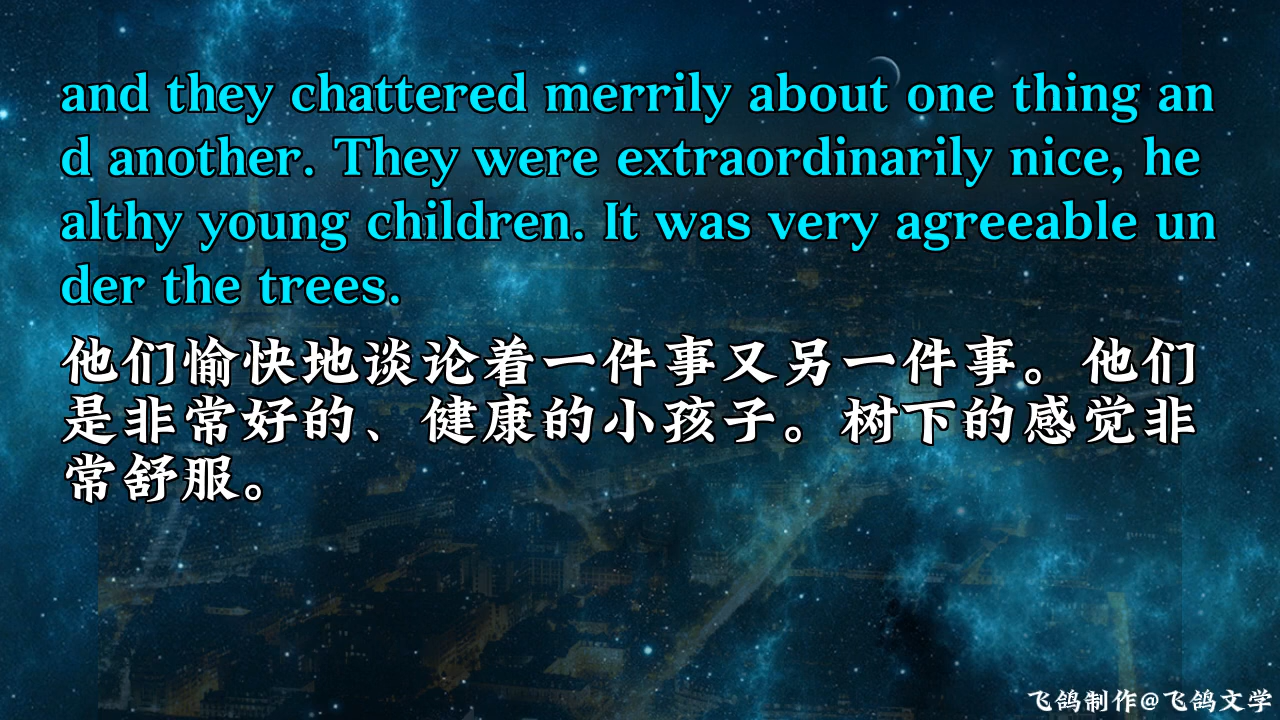 and they chattered merrily about one thing an
d another. They were extraordinarily nice, he
althy young children. It was very agreeable un
der the trees.
他们愉快地谈论着一件事又另一件事。他们
是非常好的、健康的小孩子。树下的感觉非
常舒服。
飞鸽制作@飞鸽文学